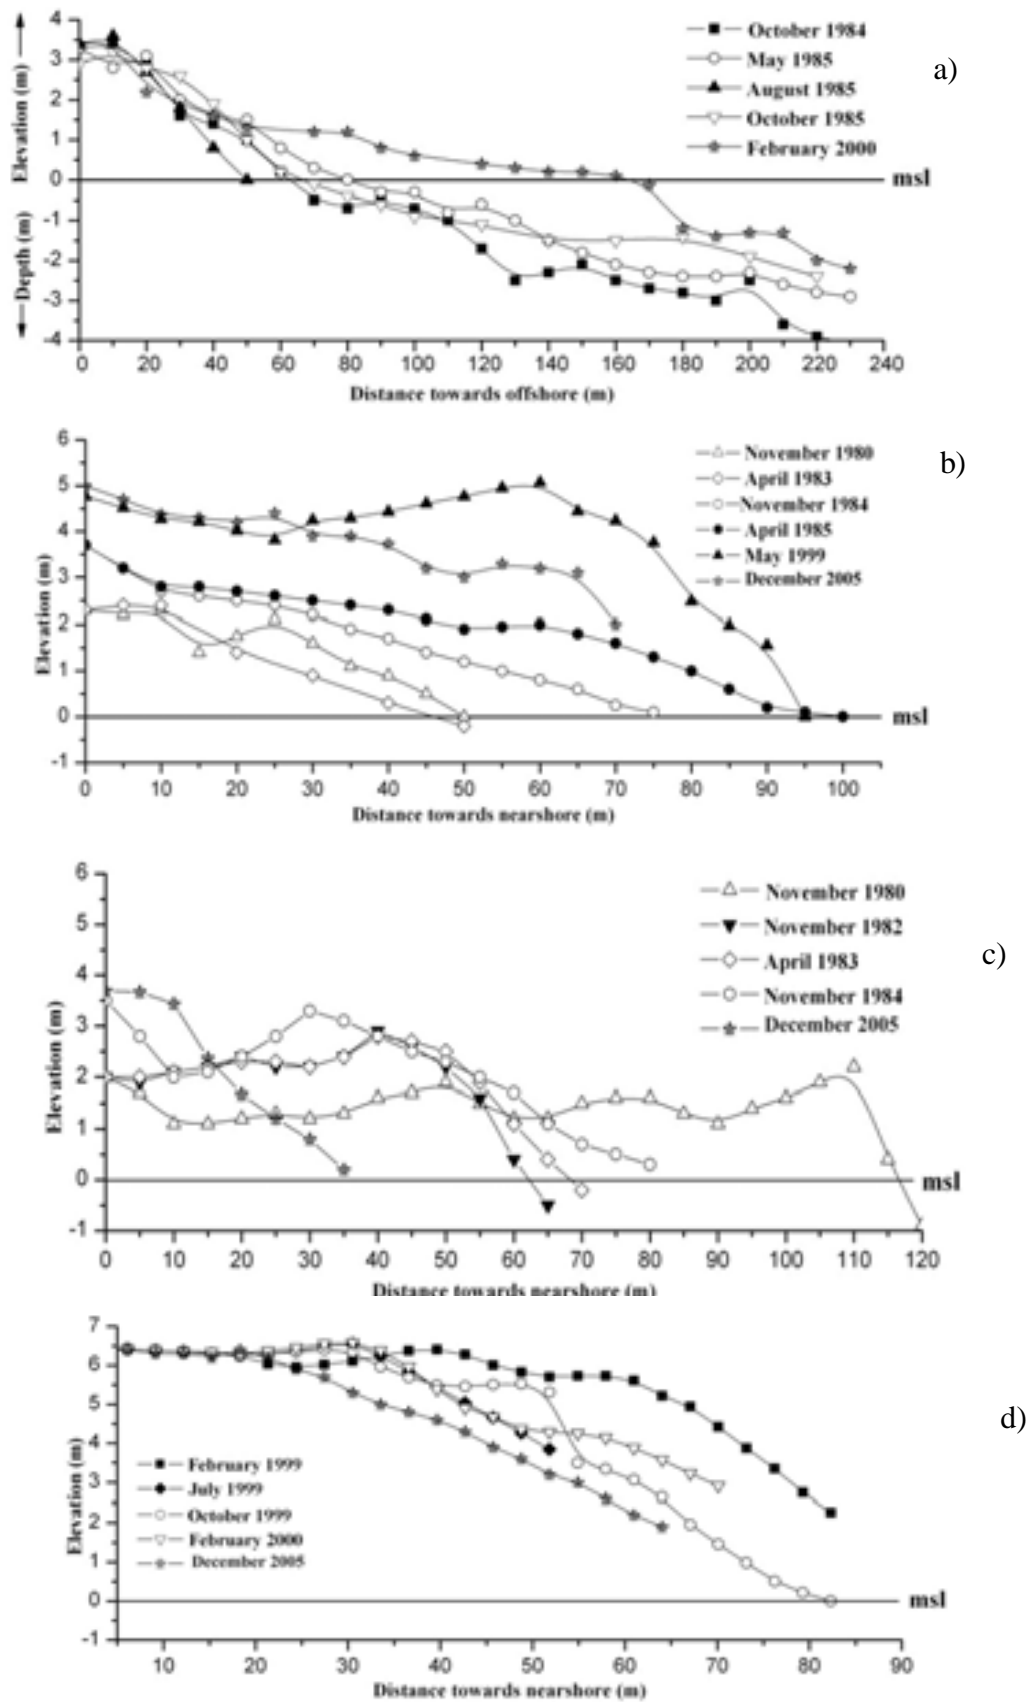 4
3
2
1
0
-1
-2
-3
-4
Elevation (m)
Depth (m)
October 1984
May 1985
August 1985
October 1985
February 2000
a)
msl
0 20 40 60 80 100 120 140 160 180 200 220 240
Distance towards offshore (m)
6
5
4
3
2
1
0
-1
Elevation (m)
November 1980
April 1983
November 1984
April 1985
May 1999
December 2005
b)
msl
0 10 20 30 40 50 60 70 80 90 100
Distance towards nearshore (m)
6
5
4
3
2
1
0
-1
Elevation (m)
November 1980
November 1982
April 1983
November 1984
December 2005
c)
msl
0 10 20 30 40 50 60 70 80 90 100 110 120
Distance towards nearshore (m)
7
6
5
4
3
2
1
0
-1
Elevation (m)
February 1999
July 1999
October 1999
February 2000
December 2005
d)
msl
10 20 30 40 50 60 70 80 90
Distance towards nearshore (m)